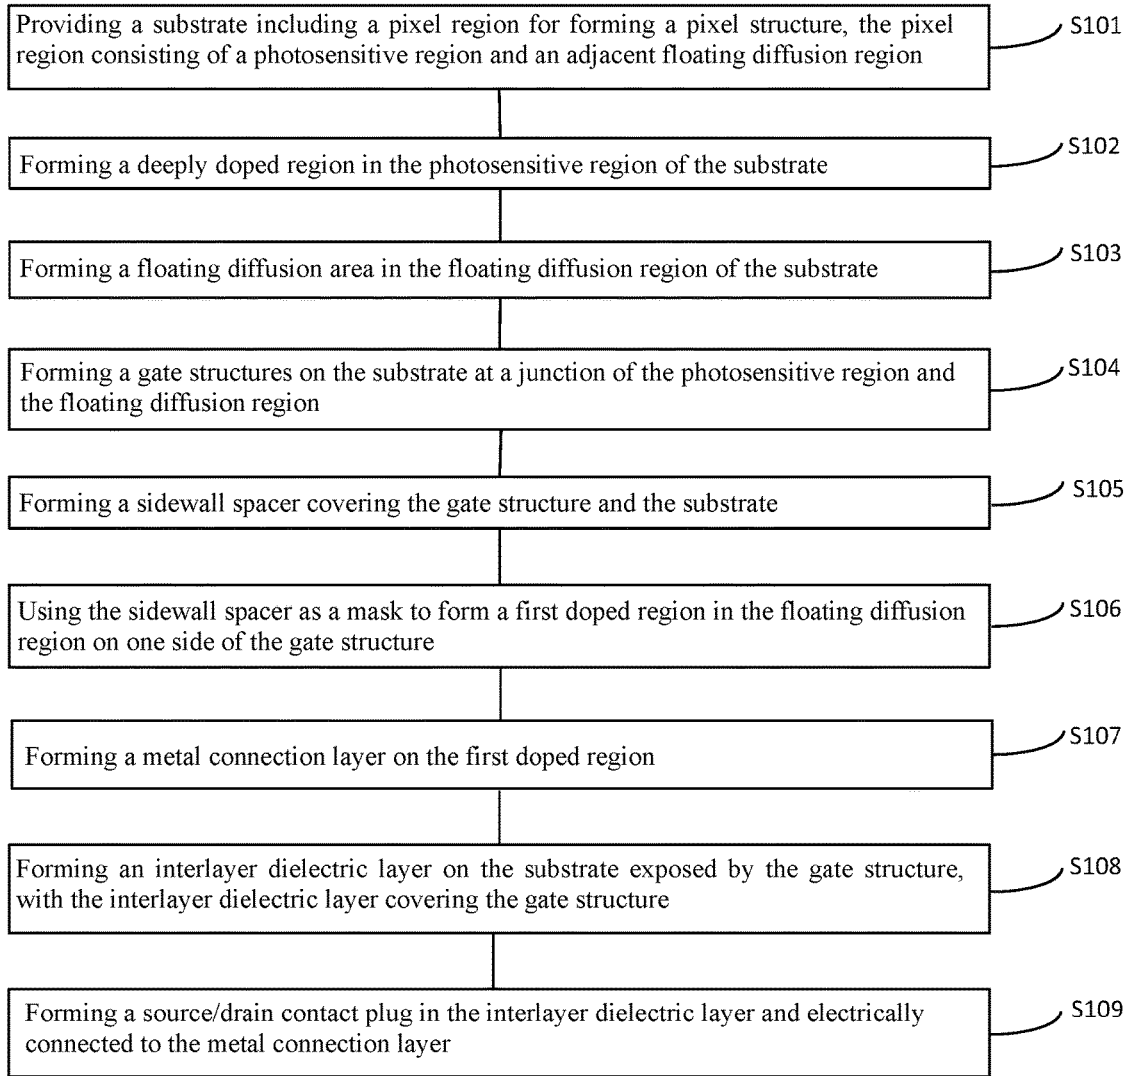 Providing a substrate including a pixel region for forming a pixel structure, the pixel
region consisting of a photosensitive region and an adjacent floating diffusion region
S101
Forming a deeply doped region in the photosensitive region of the substrate
S102
Forming a floating diffusion area in the floating diffusion region of the substrate
S103
Forming a gate structures on the substrate at a junction of the photosensitive region and
the floating diffusion region
S104
Forming a sidewall spacer covering the gate structure and the substrate
S105
Using the sidewall spacer as a mask to form a first doped region in the floating diffusion
region on one side of the gate structure
S106
Forming a metal connection layer on the first doped region
S107
Forming an interlayer dielectric layer on the substrate exposed by the gate structure,
with the interlayer dielectric layer covering the gate structure
S108
Forming a source/drain contact plug in the interlayer dielectric layer and electrically
connected to the metal connection layer
S109